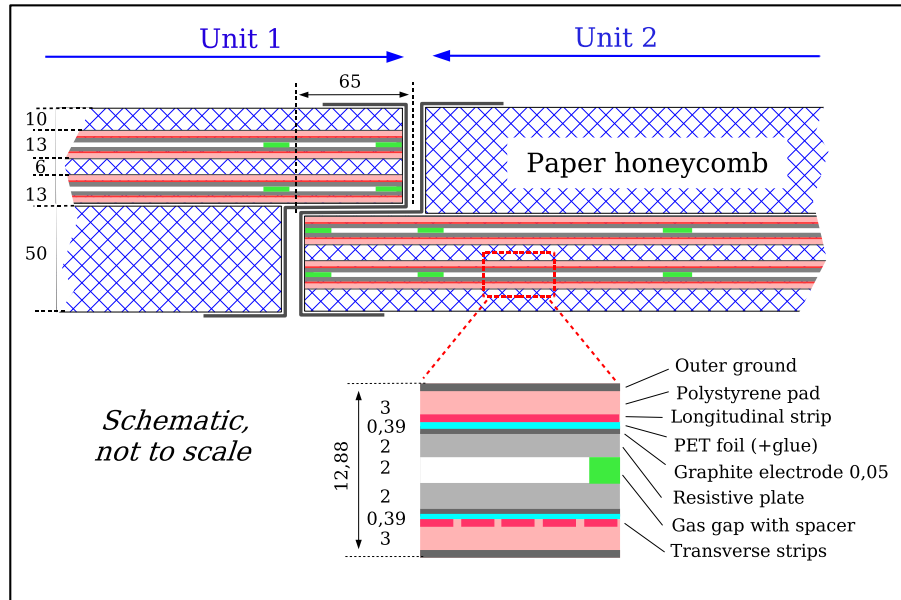 Unit 1
Unit 2
65
10
13
6
13
50
Paper honeycomb
Schematic,
not to scale
12,88
3
0,39
2
2
2
0,39
3
Outer ground
Polystyrene pad
Longitudinal strip
PET foil (+glue)
Graphite electrode 0,05
Resistive plate
Gas gap with spacer
Transverse strips